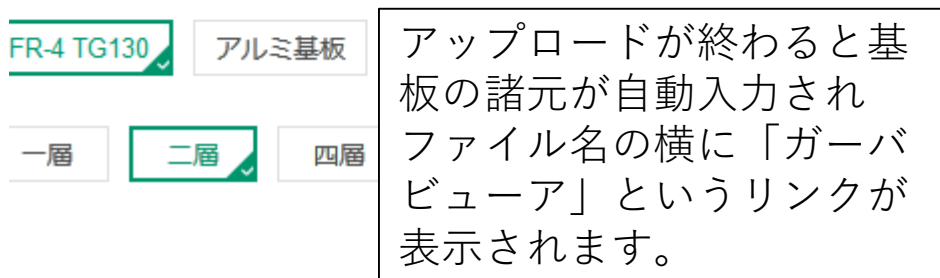 FR-4 TG130 アルミ基板
一層 二層 四層
アップロードが終わると基
板の諸元が自動入力され
ファイル名の横に「ガーバ
ビューア」というリンクが
表示されます。